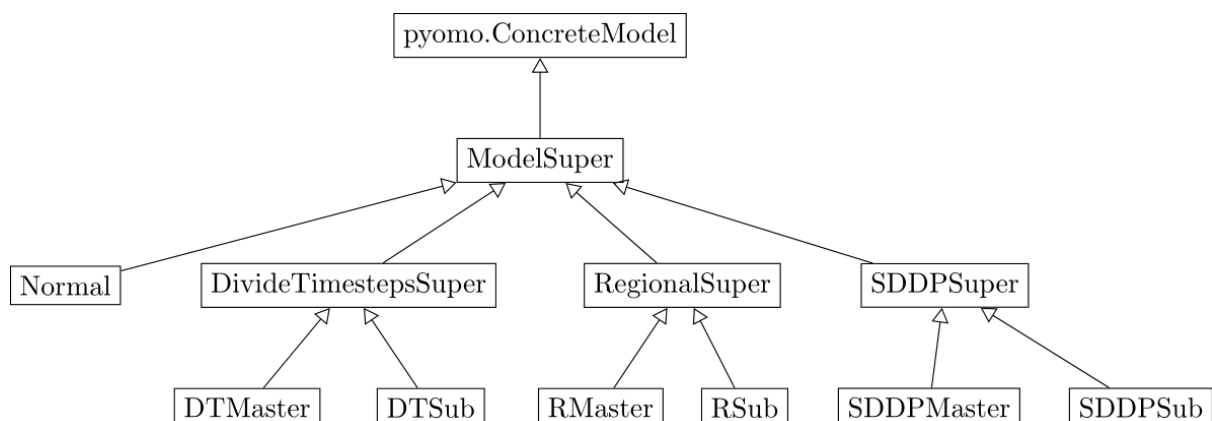 pyomo.ConcreteModel
ModelSuper
Normal
DivideTimestepsSuper
RegionalSuper
SDDPSuper
DTMaster
DTSub
RMaster
RSub
SDDPMaster
SDDPSub